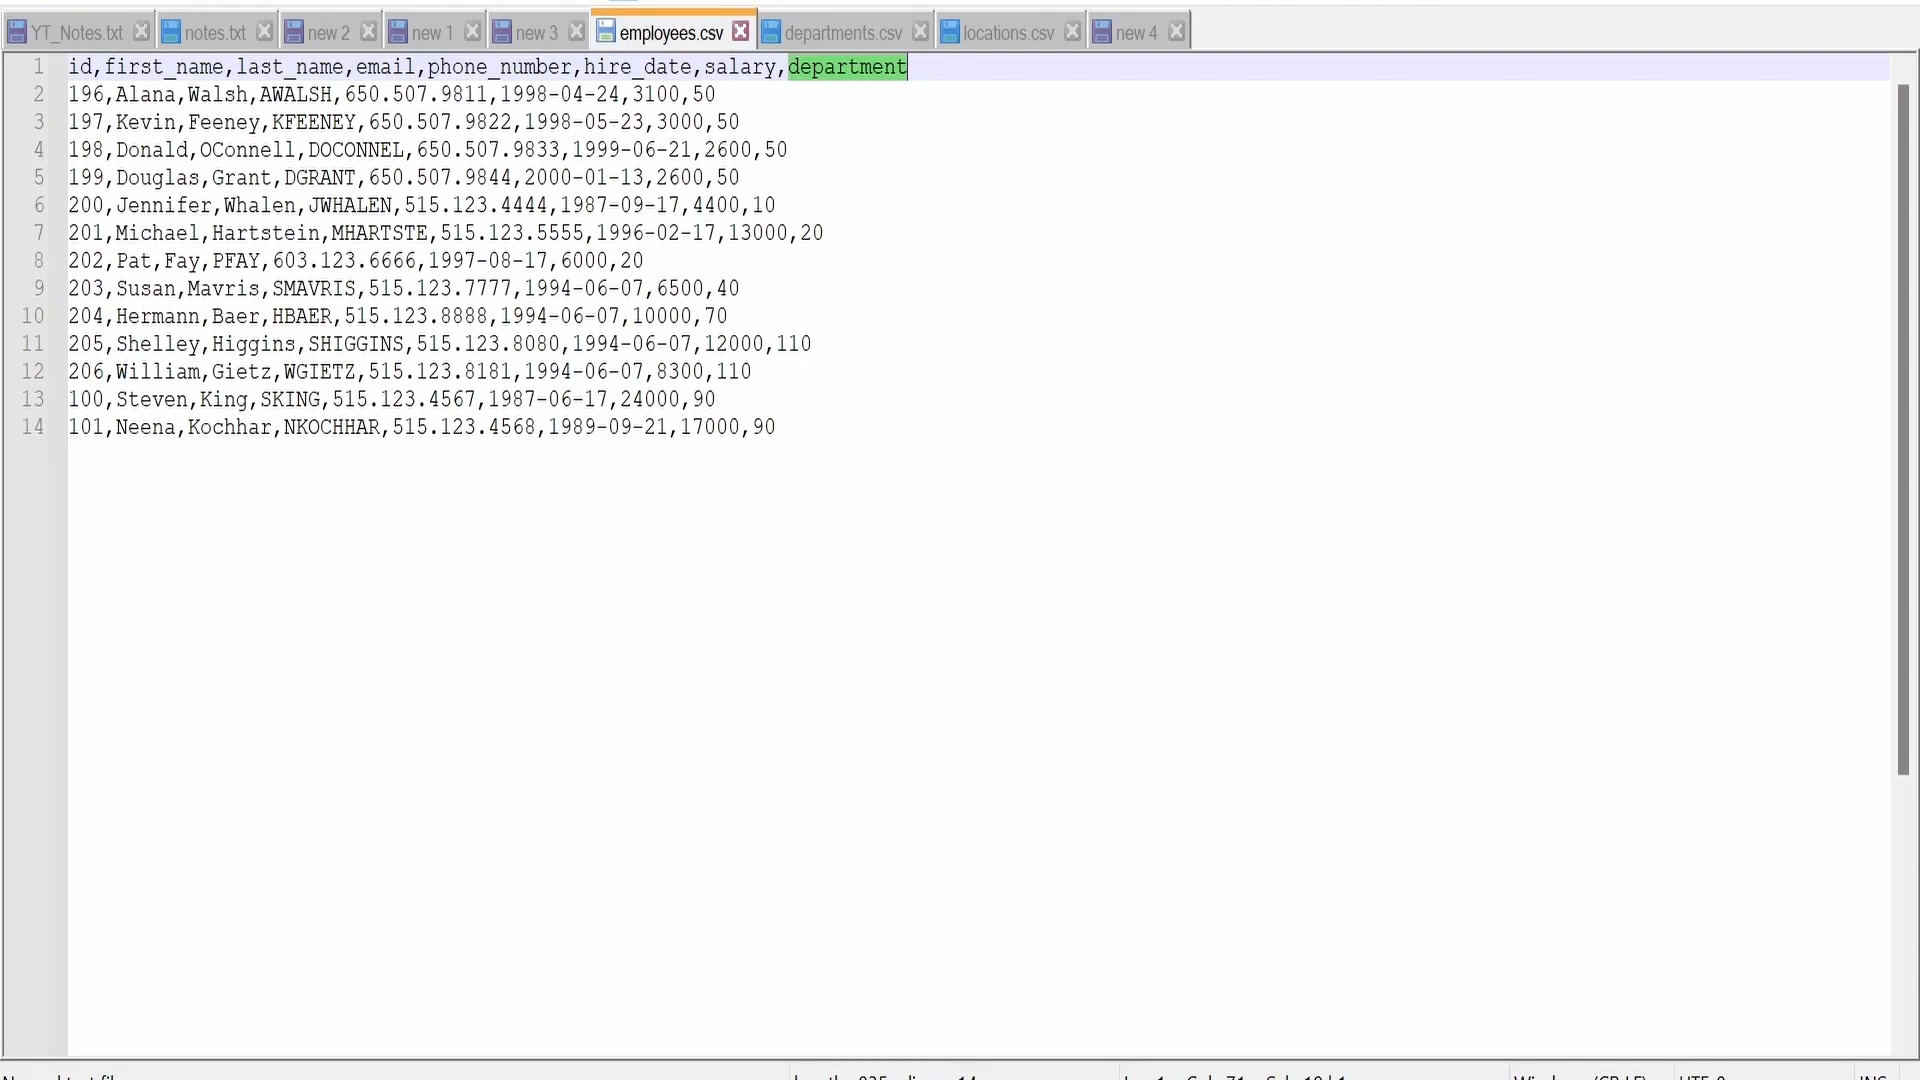 YT_Notes.txt notes.txt new 2 new 1 new 3 employees.csv departments.csv locations.csv new 4
1 id,first_name,last_name,email,phone_number,hire_date,salary,department
2 196,Alana,Walsh,AWALSH,650.507.9811,1998-04-24,3100,50
3 197,Kevin,Feeney,KFEENEY,650.507.9822,1998-05-23,3000,50
4 198,Donald,OConnell,DOCONNEL,650.507.9833,1999-06-21,2600,50
5 199,Douglas,Grant,DGRANT,650.507.9844,2000-01-13,2600,50
6 200,Jennifer,Whalen,JWHALEN,515.123.4444,1987-09-17,4400,10
7 201,Michael,Hartstein,MHARTSTE,515.123.5555,1996-02-17,13000,20
8 202,Pat,Fay,PFAY,603.123.6666,1997-08-17,6000,20
9 203,Susan,Mavris,SMAVRIS,515.123.7777,1994-06-07,6500,40
10 204,Hermann,Baer,HBAER,515.123.8888,1994-06-07,10000,70
11 205,Shelley,Higgins,SHIGGINS,515.123.8080,1994-06-07,12000,110
12 206,William,Gietz,WGIETZ,515.123.8181,1994-06-07,8300,110
13 100,Steven,King,SKING,515.123.4567,1987-06-17,24000,90
14 101,Neena,Kochhar,NKOCHHAR,515.123.4568,1989-09-21,17000,90